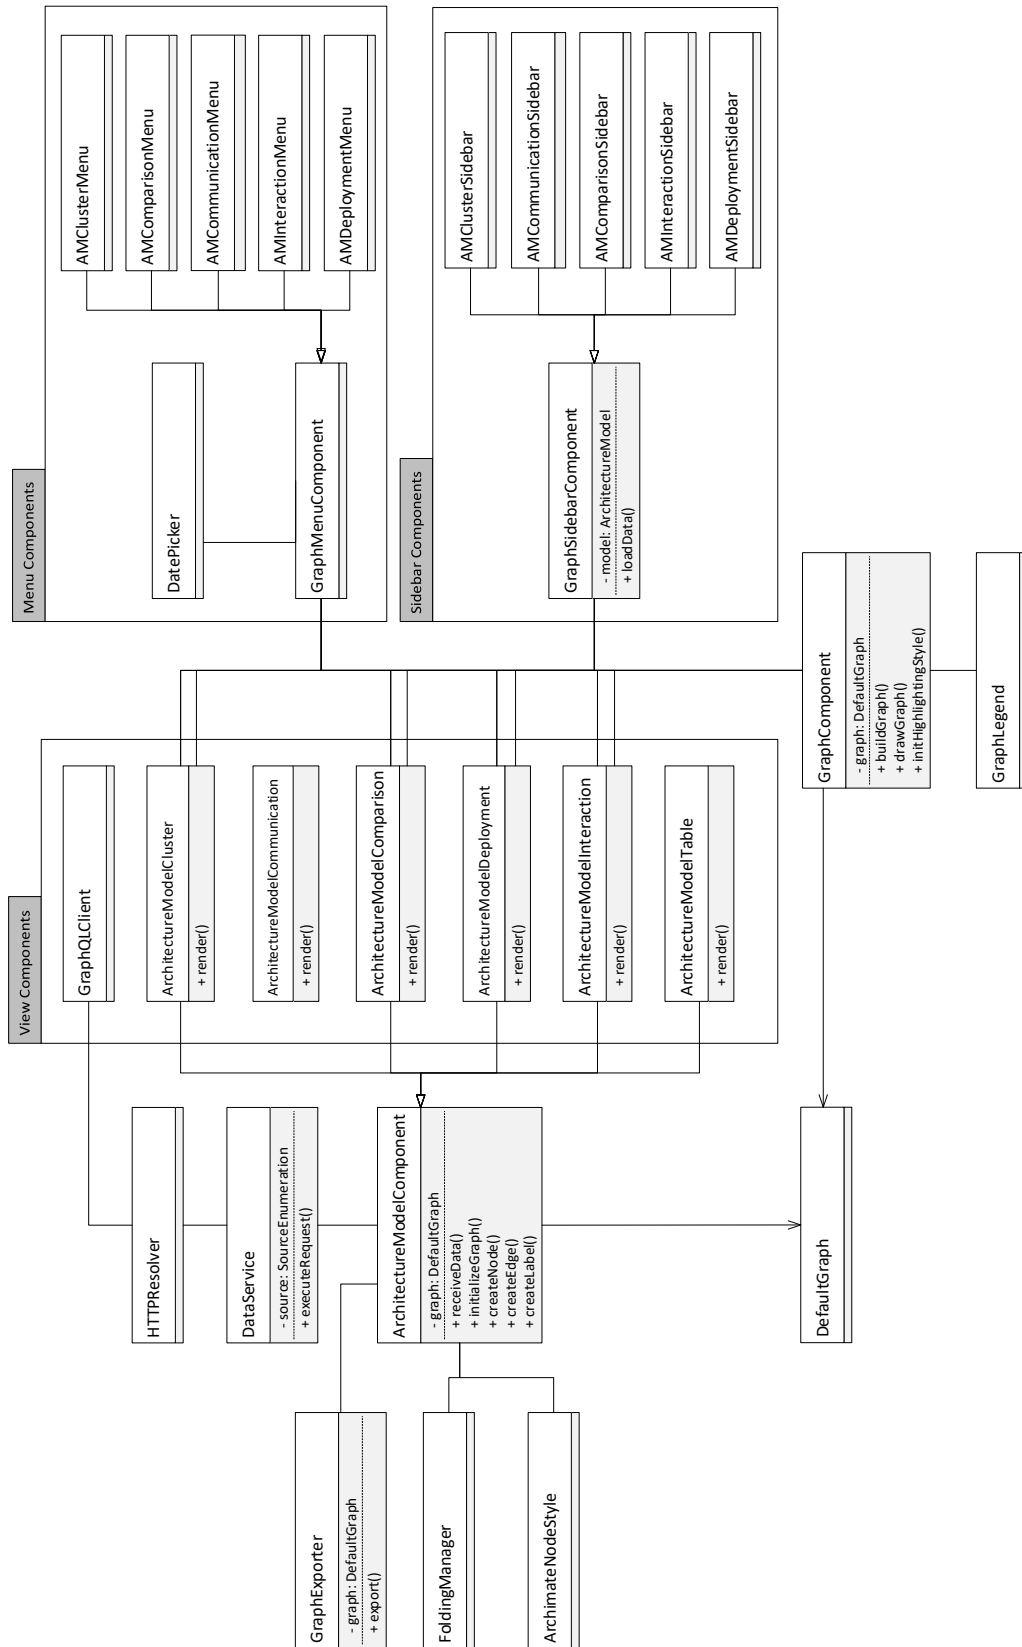 Menu Components
AMClusterMenu
AMComparisonMenu
AMCommunicationMenu
AMInteractionMenu
AMDeploymentMenu
DatePicker
GraphMenuComponent
Sidebar Components
AMClusterSidebar
AMCommunicationSidebar
AMComparisonSidebar
AMInteractionSidebar
AMDeploymentSidebar
GraphSidebarComponent
- model: ArchitectureModel
+ loadData()
View Components
GraphQLClient
ArchitectureModelCluster
+ render()
ArchitectureModelCommunication
+ render()
ArchitectureModelComparison
+ render()
ArchitectureModelDeployment
+ render()
ArchitectureModelInteraction
+ render()
ArchitectureModelTable
+ render()
GraphComponent
- graph: DefaultGraph
+ buildGraph()
+ drawGraph()
+ initHighlightingStyle()
GraphLegend
HTTPResolver
DataService
- source: SourceEnumeration
+ executeRequest()
ArchitectureModelComponent
- graph: DefaultGraph
+ receiveData()
+ initializeGraph()
+ createNode()
+ createEdge()
+ createLabel()
DefaultGraph
GraphExporter
- graph: DefaultGraph
+ export()
FoldingManager
ArchimateNodeStyle